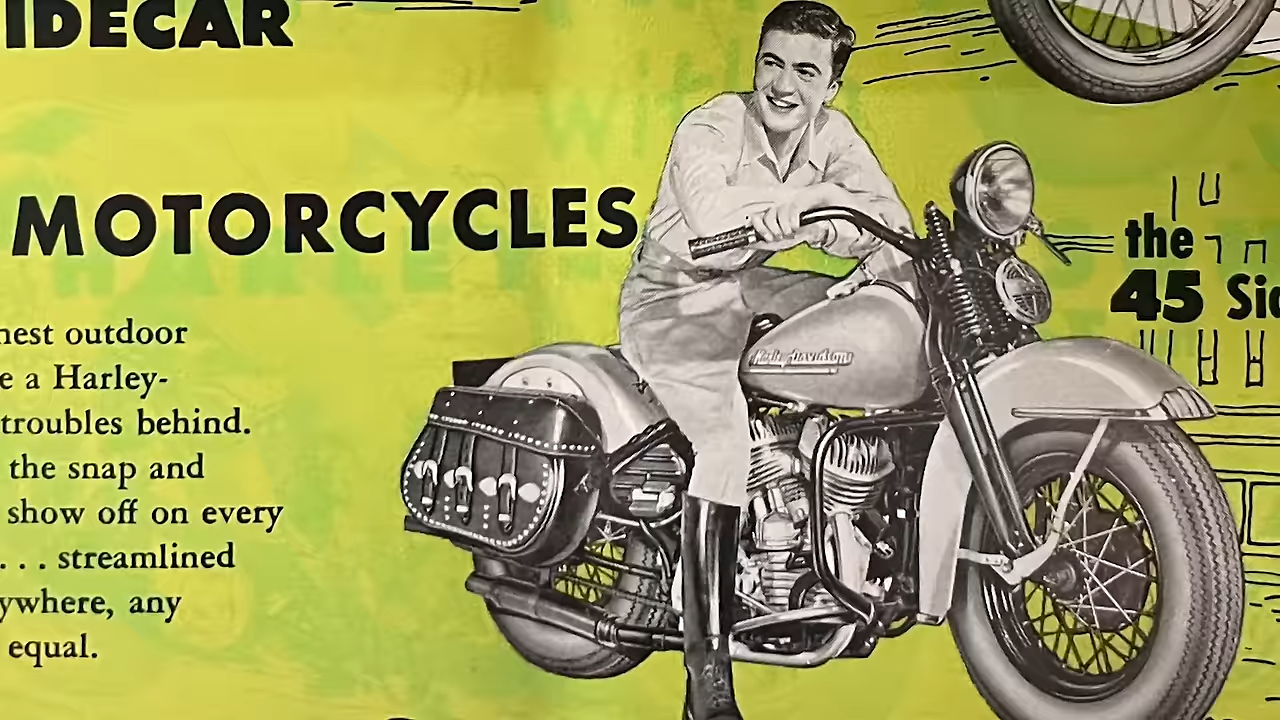 IDECAR
MOTORCYCLES
nest outdoor
e a Harley-
troubles behind.
the snap and
show off on every
... streamlined
ywhere, any
equal.
Harley-Davidson
the
45 Sid